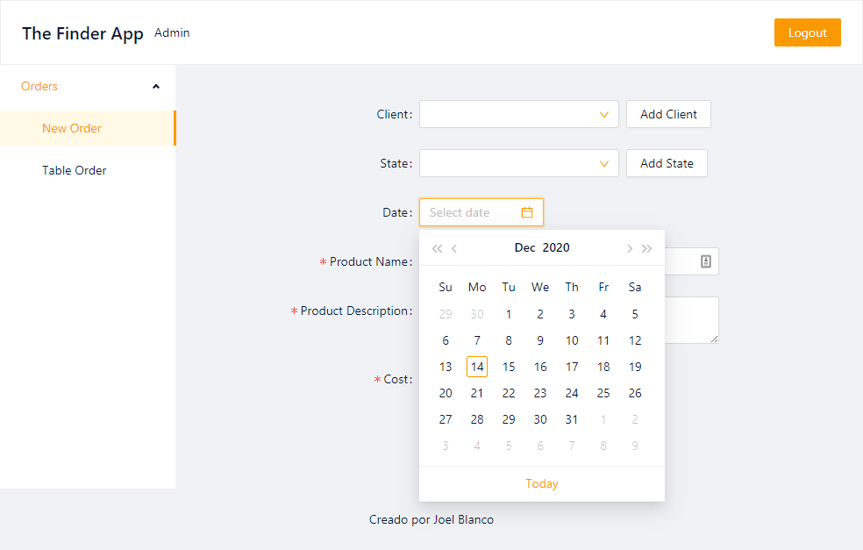 The Finder App Admin Logout
Orders
New Order
Table Order
Client: Add Client
State: Add State
Date: Select date
Dec 2020
Su Mo Tu We Th Fr Sa
29 30 1 2 3 4 5
6 7 8 9 10 11 12
13 14 15 16 17 18 19
20 21 22 23 24 25 26
27 28 29 30 31 1 2
3 4 5 6 7 8 9
Today
* Product Name:
* Product Description:
* Cost:
Creado por Joel Blanco